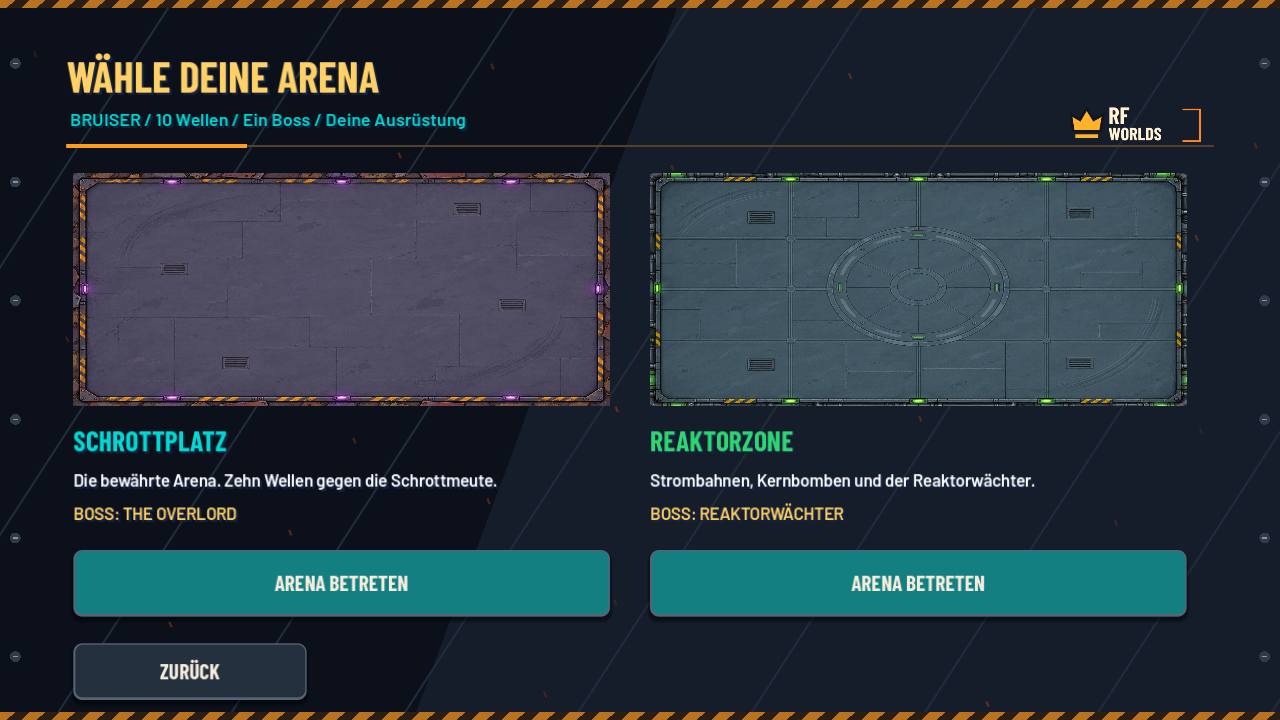 WÄHLE DEINE ARENA
BRUISER / 10 Wellen / Ein Boss / Deine Ausrüstung
RF
WORLDS
SCHROTTPLATZ
Die bewährte Arena. Zehn Wellen gegen die Schrottmeute.
BOSS: THE OVERLORD
ARENA BETRETEN
REAKTORZONE
Strombahnen, Kernbomben und der Reaktorwächter.
BOSS: REAKTORWÄCHTER
ARENA BETRETEN
ZURÜCK